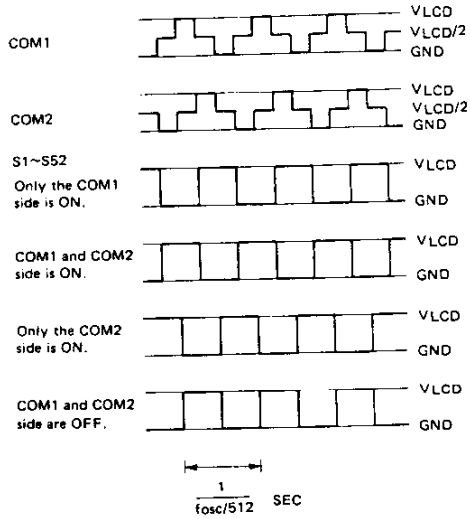 VLCD
COM1
VLCD/2
GND
VLCD
COM2
VLCD/2
GND
S1~S52
VLCD
Only the COM1
side is ON.
GND
VLCD
COM1 and COM2
side is ON.
GND
VLCD
Only the COM2
side is ON.
GND
VLCD
COM1 and COM2
side are OFF.
GND
1
fosc/512
SEC